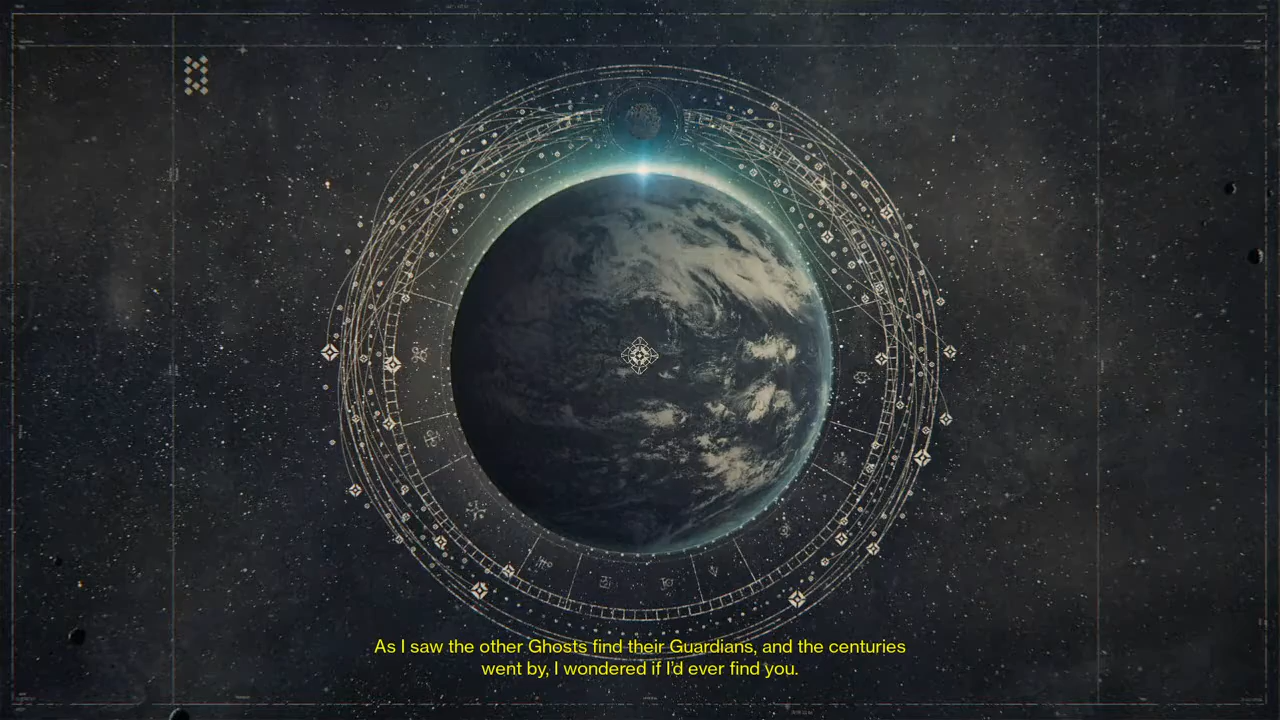 As I saw the other Ghosts find their Guardians, and the centuries
went by, I wondered if I'd ever find you.